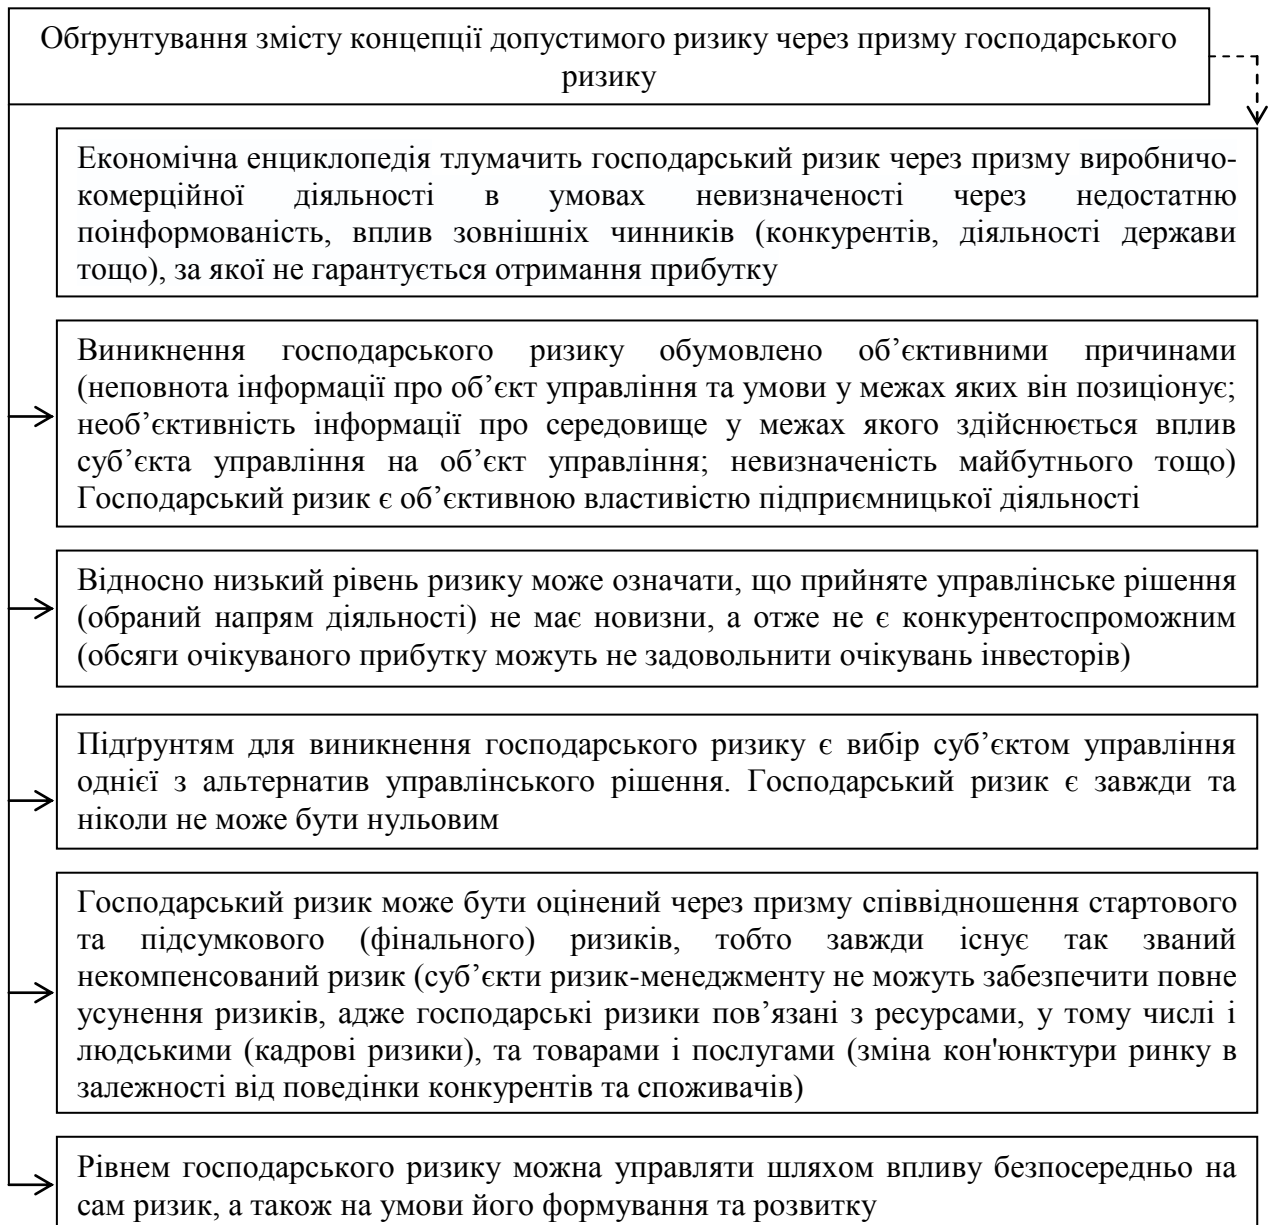 Обґрунтування змісту концепції допустимого ризику через призму господарського
ризику
Економічна енциклопедія тлумачить господарський ризик через призму виробничо-
комерційної діяльності в умовах невизначеності через недостатню
поінформованість, вплив зовнішніх чинників (конкурентів, діяльності держави
тощо), за якої не гарантується отримання прибутку
Виникнення господарського ризику обумовлено об’єктивними причинами
(неповнота інформації про об’єкт управління та умови у межах яких він позиціонує;
необ’єктивність інформації про середовище у межах якого здійснюється вплив
суб’єкта управління на об’єкт управління; невизначеність майбутнього тощо)
Господарський ризик є об’єктивною властивістю підприємницької діяльності
Відносно низький рівень ризику може означати, що прийняте управлінське рішення
(обраний напрям діяльності) не має новизни, а отже не є конкурентоспроможним
(обсяги очікуваного прибутку можуть не задовольнити очікувань інвесторів)
Підґрунтям для виникнення господарського ризику є вибір суб’єктом управління
однієї з альтернатив управлінського рішення. Господарський ризик є завжди та
ніколи не може бути нульовим
Господарський ризик може бути оцінений через призму співвідношення стартового
та підсумкового (фінального) ризиків, тобто завжди існує так званий
некомпенсований ризик (суб’єкти ризик-менеджменту не можуть забезпечити повне
усунення ризиків, адже господарські ризики пов’язані з ресурсами, у тому числі і
людськими (кадрові ризики), та товарами і послугами (зміна кон'юнктури ринку в
залежності від поведінки конкурентів та споживачів)
Рівнем господарського ризику можна управляти шляхом впливу безпосередньо на
сам ризик, а також на умови його формування та розвитку